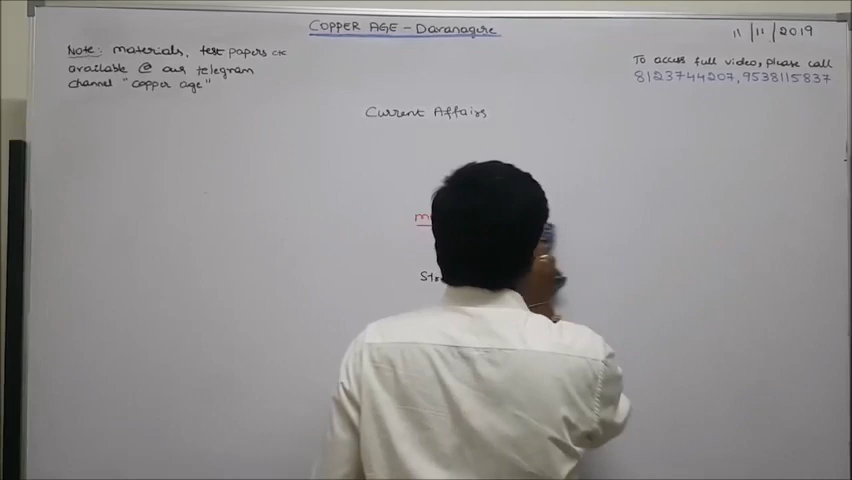 COPPER AGE - Davanagere
11/11/2019
Note: materials, test papers etc
available @ our telegram
channel "copper age"
To access full video, please call
8123744207, 9538115837
Current Affairs